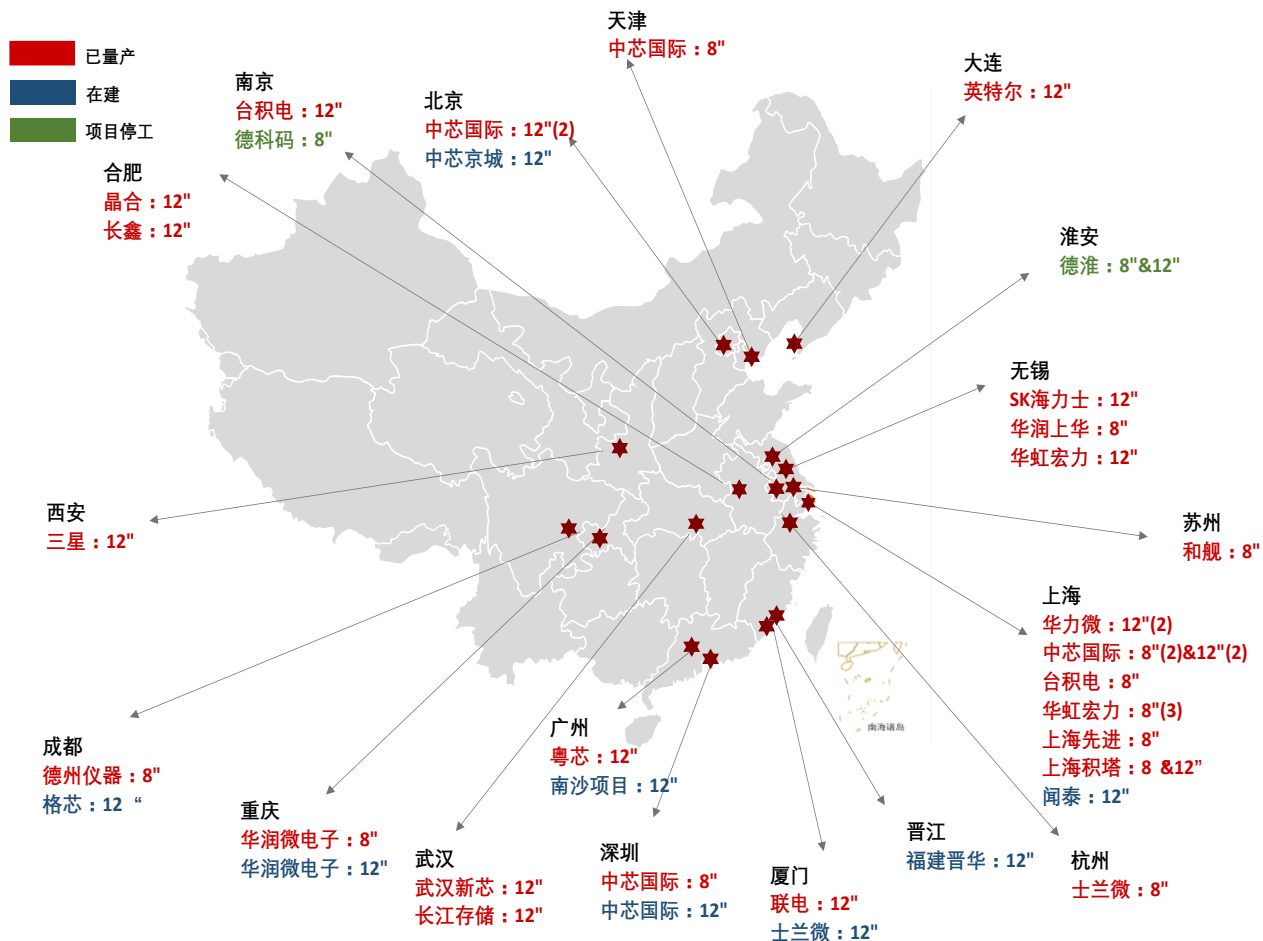 已量产
在建
项目停工
天津
中芯国际：8"
大连
英特尔：12"
南京
台积电：12"
德科码：8"
北京
中芯国际：12"(2)
中芯京城：12"
合肥
晶合：12"
长鑫：12"
淮安
德淮：8"&12"
无锡
SK海力士：12"
华润上华：8"
华虹宏力：12"
西安
三星：12"
苏州
和舰：8"
上海
华力微：12"(2)
中芯国际：8"(2)&12"(2)
台积电：8"
华虹宏力：8"(3)
上海先进：8"
上海积塔：8 &12”
闻泰：12"
南海诸岛
成都
德州仪器：8"
格芯：12 “
重庆
华润微电子：8"
华润微电子：12"
武汉
武汉新芯：12"
长江存储：12"
广州
粤芯：12"
南沙项目：12"
深圳
中芯国际：8"
中芯国际：12"
厦门
联电：12"
士兰微：12"
晋江
福建晋华：12"
杭州
士兰微：8"